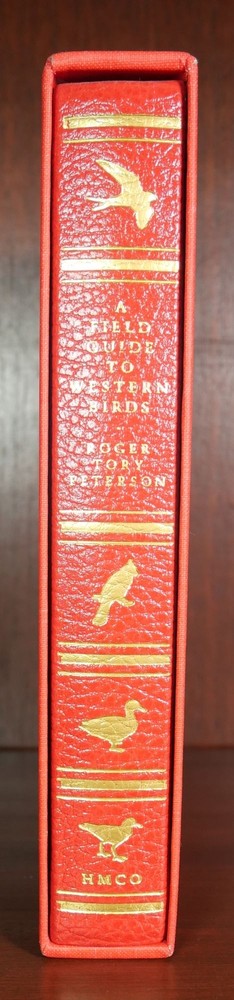 A
FIELD
GUIDE
TO
WESTERN
BIRDS
ROGER
TORY
PETERSON
HMCO